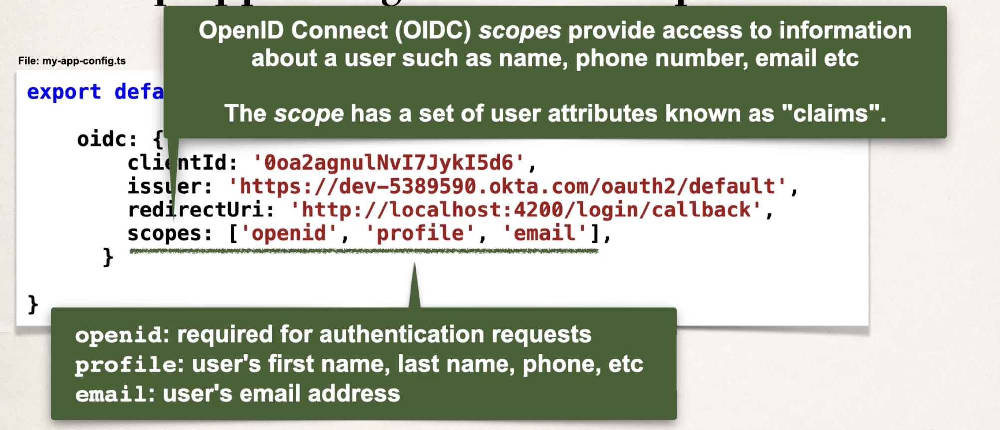 OpenID Connect (OIDC) scopes provide access to information
about a user such as name, phone number, email etc
The scope has a set of user attributes known as "claims".
File: my-app-config.ts
export
oidc: {
clientId: '0oa2agnulNvI7JykI5d6',
issuer: 'https://dev-5389590.okta.com/oauth2/default',
redirectUri: 'http://localhost:4200/login/callback',
scopes: ['openid', 'profile', 'email'],
}
}
openid: required for authentication requests
profile: user's first name, last name, phone, etc
email: user's email address